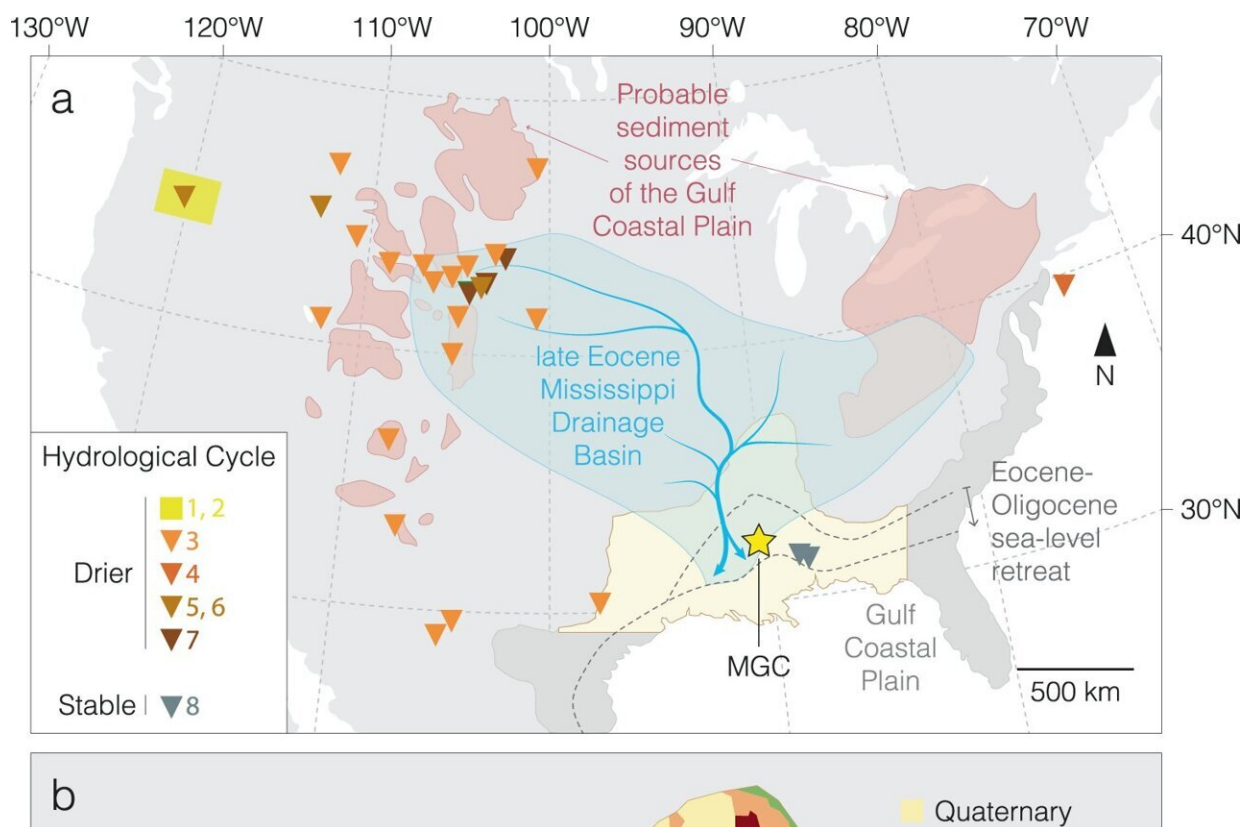 130°W 120°W 110°W 100°W 90°W 80°W 70°W
a
Probable
sediment
sources
of the Gulf
Coastal Plain
40°N
N
late Eocene
Mississippi
Drainage
Basin
Hydrological Cycle
1, 2
3
Drier
4
5, 6
7
Stable
8
Eocene-
Oligocene
sea-level
retreat
30°N
MGC
Gulf
Coastal
Plain
500 km
b
Quaternary